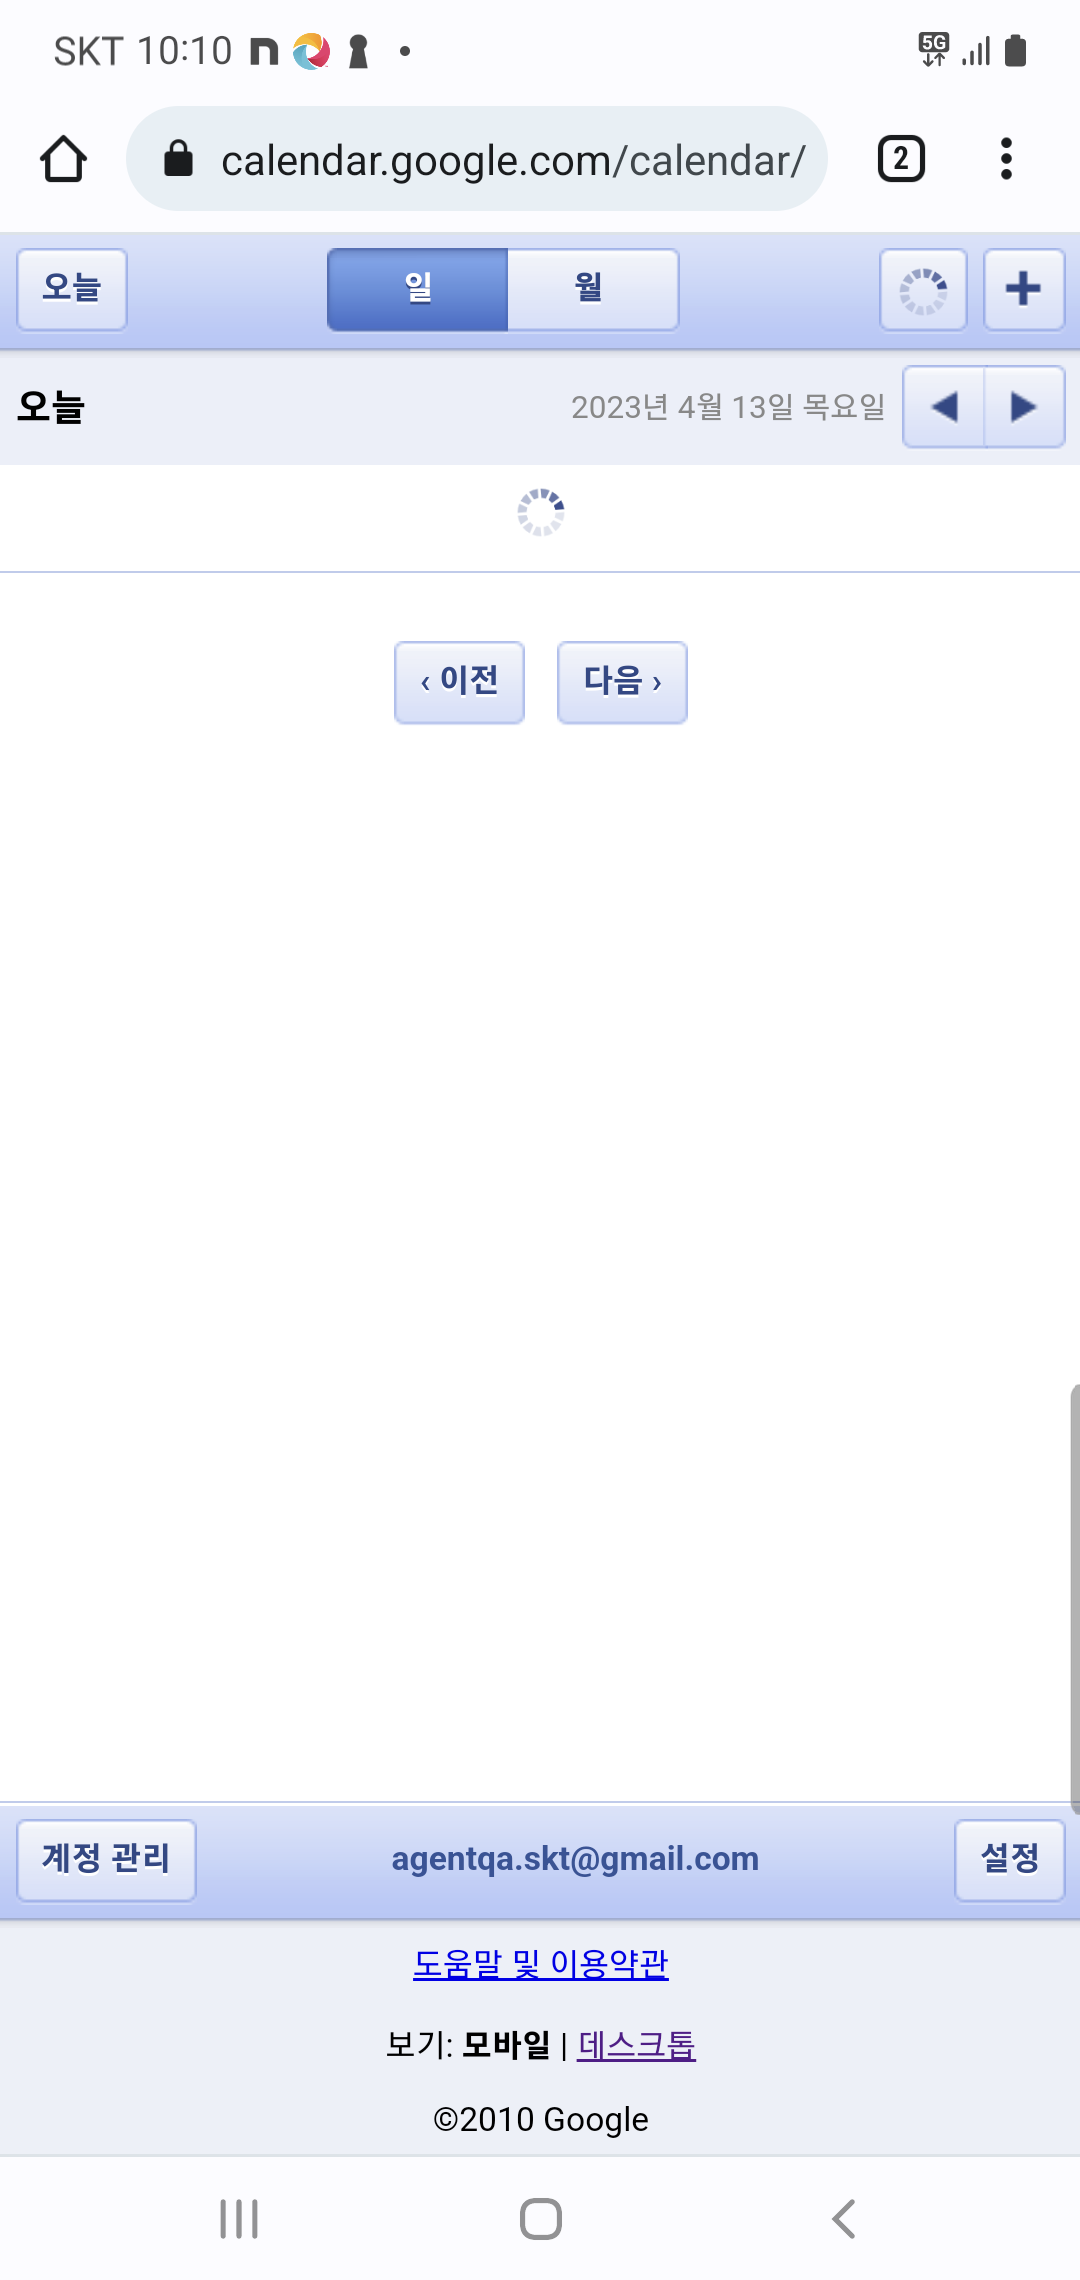 SKT 10:10
5G
calendar.google.com/calendar/
2
오늘
일
월
오늘
2023년 4월 13일 목요일
‹ 이전
다음 ›
계정 관리
agentqa.skt@gmail.com
설정
도움말 및 이용약관
보기: 모바일 | 데스크톱
©2010 Google